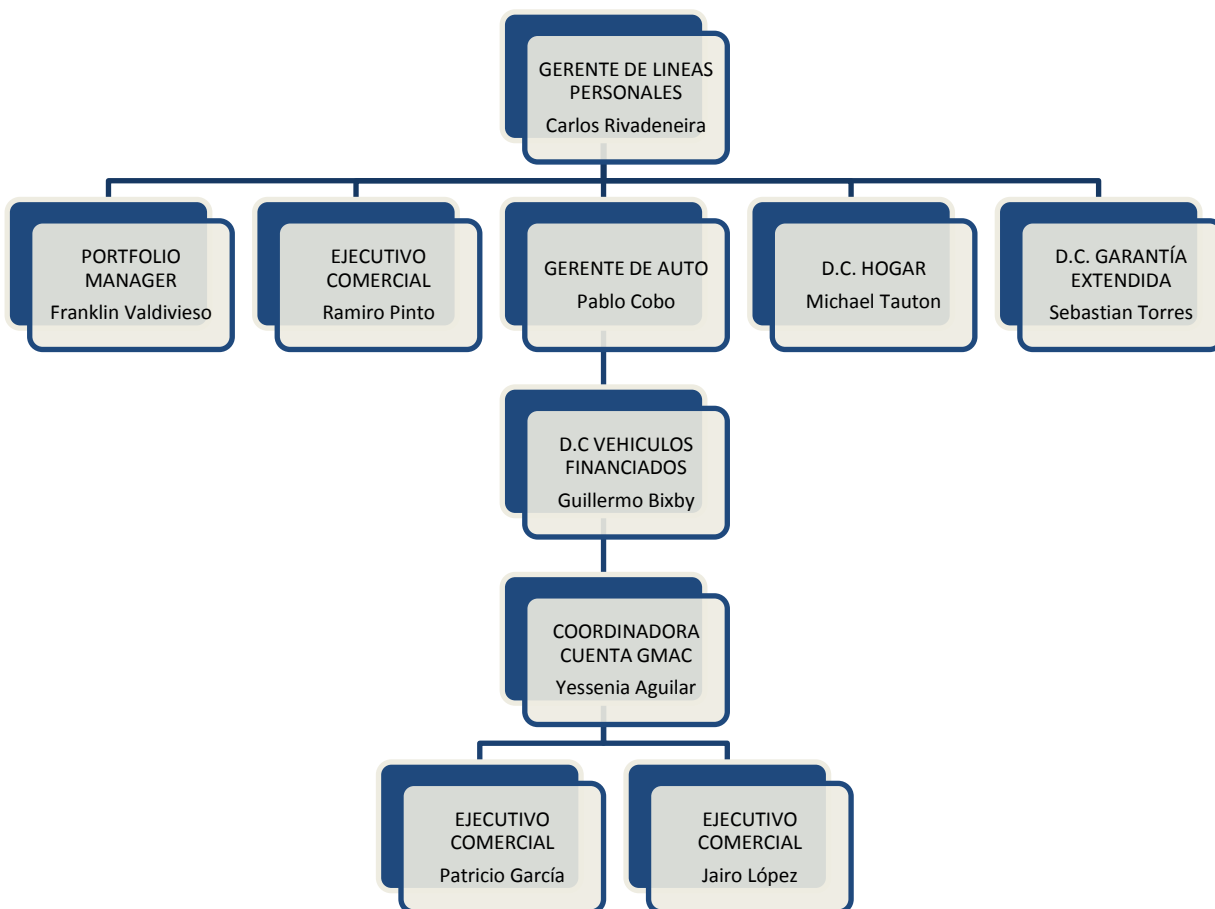 GERENTE DE LINEAS
PERSONALES
Carlos Rivadeneira
PORTFOLIO
MANAGER
Franklin Valdivieso
EJECUTIVO
COMERCIAL
Ramiro Pinto
GERENTE DE AUTO
Pablo Cobo
D.C. HOGAR
Michael Tauton
D.C. GARANTÍA
EXTENDIDA
Sebastian Torres
D.C VEHICULOS
FINANCIADOS
Guillermo Bixby
COORDINADORA
CUENTA GMAC
Yessenia Aguilar
EJECUTIVO
COMERCIAL
Patricio García
EJECUTIVO
COMERCIAL
Jairo López